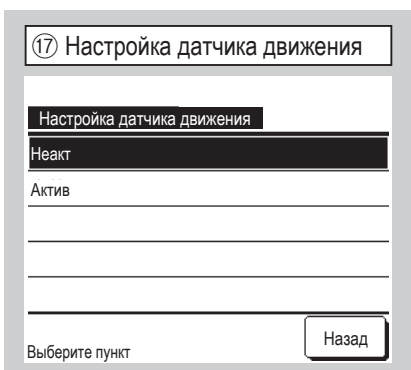 ⑰ Настройка датчика движения
Настройка датчика движения
Неакт
Актив
Выберите пункт
Назад